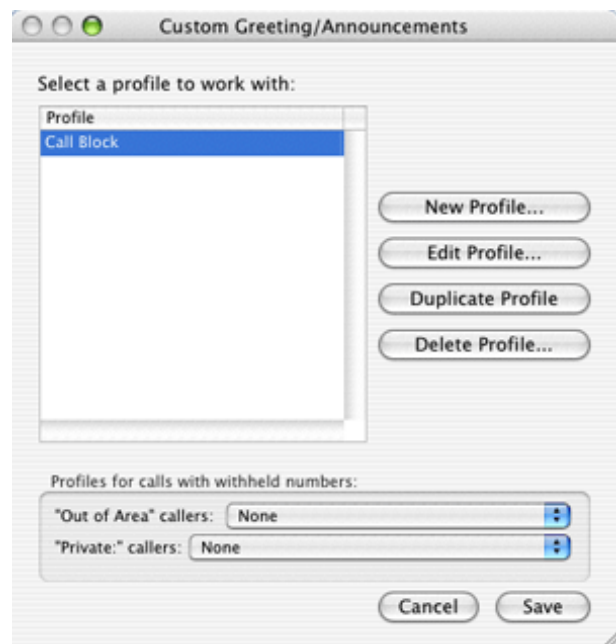 Custom Greeting/Announcements
Select a profile to work with:
Profile
Call Block
New Profile...
Edit Profile...
Duplicate Profile
Delete Profile...
Profiles for calls with withheld numbers:
"Out of Area" callers: None
"Private:" callers: None
Cancel Save